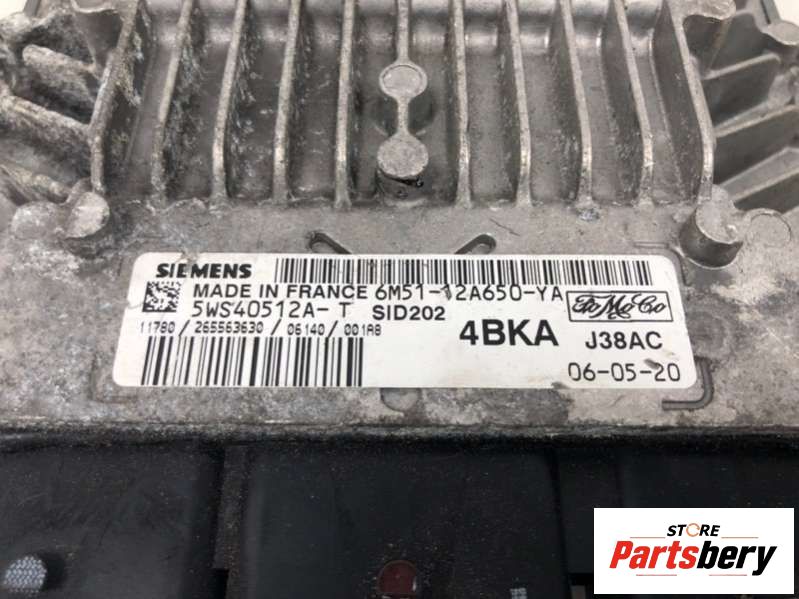 SIEMENS
MADE IN FRANCE 6M51-12A650-YA
5WS40512A-T SID202
FoMoCo
11780 / 265563630 / 06140 / 001A8
4BKA J38AC
06-05-20
STORE
Partsbery